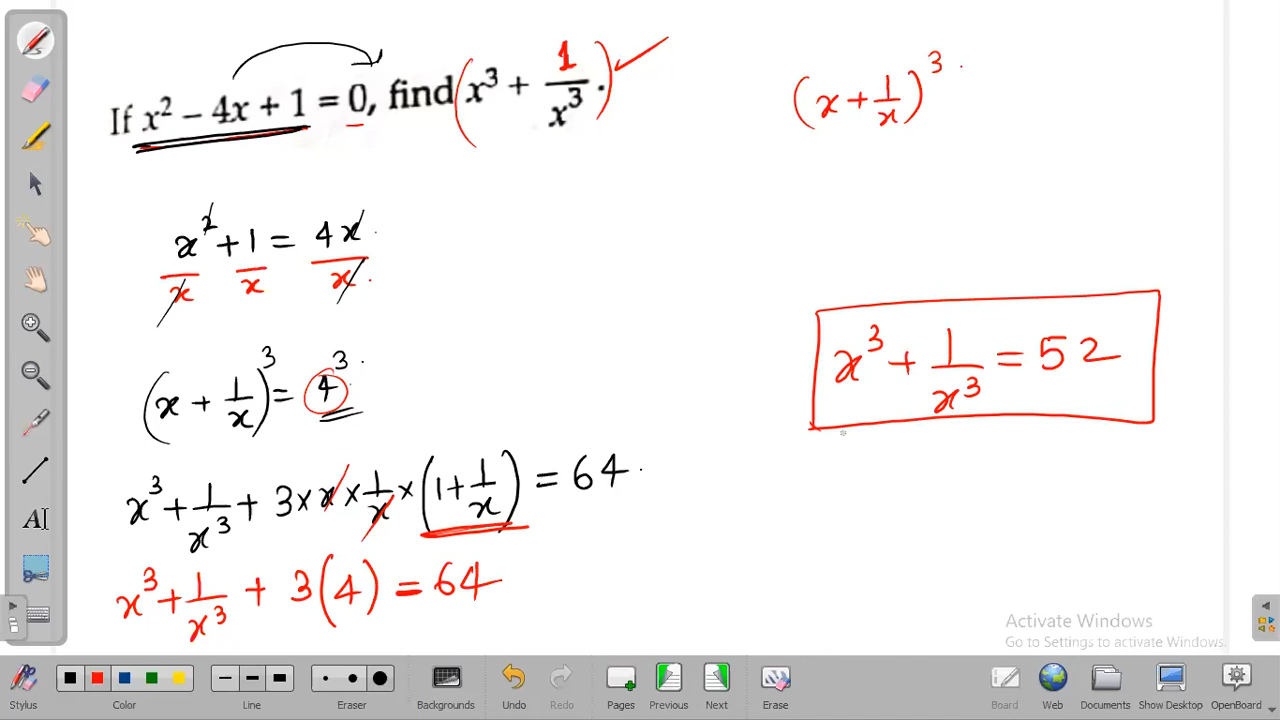 If x² − 4x + 1 = 0, find (x³ + 1/x³.)
(x + 1/x)³
x² + 1 = 4x
x x x
(x + 1/x)³ = 4³
x³ + 1/x³ = 52
x³ + 1/x³ + 3 × x × 1/x × (1 + 1/x) = 64
x³ + 1/x³ + 3(4) = 64
Activate Windows
Go to Settings to activate Windows.
Stylus Color Line Eraser Backgrounds Undo Redo Pages Previous Next Erase Board Web Documents Show Desktop OpenBoard